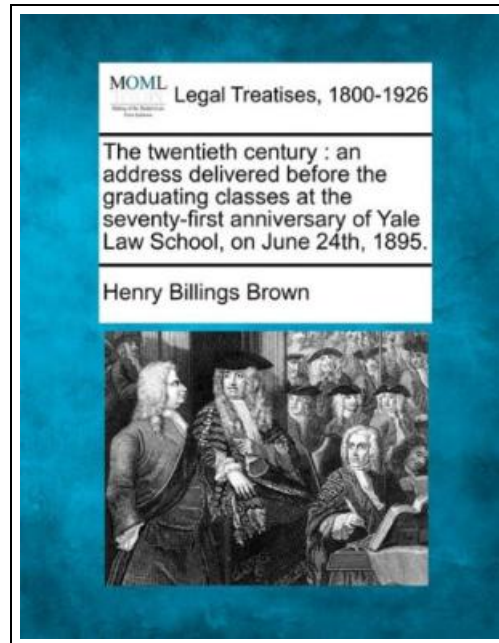 MOML
Legal Treatises, 1800-1926
The twentieth century : an
address delivered before the
graduating classes at the
seventy-first anniversary of Yale
Law School, on June 24th, 1895.
Henry Billings Brown